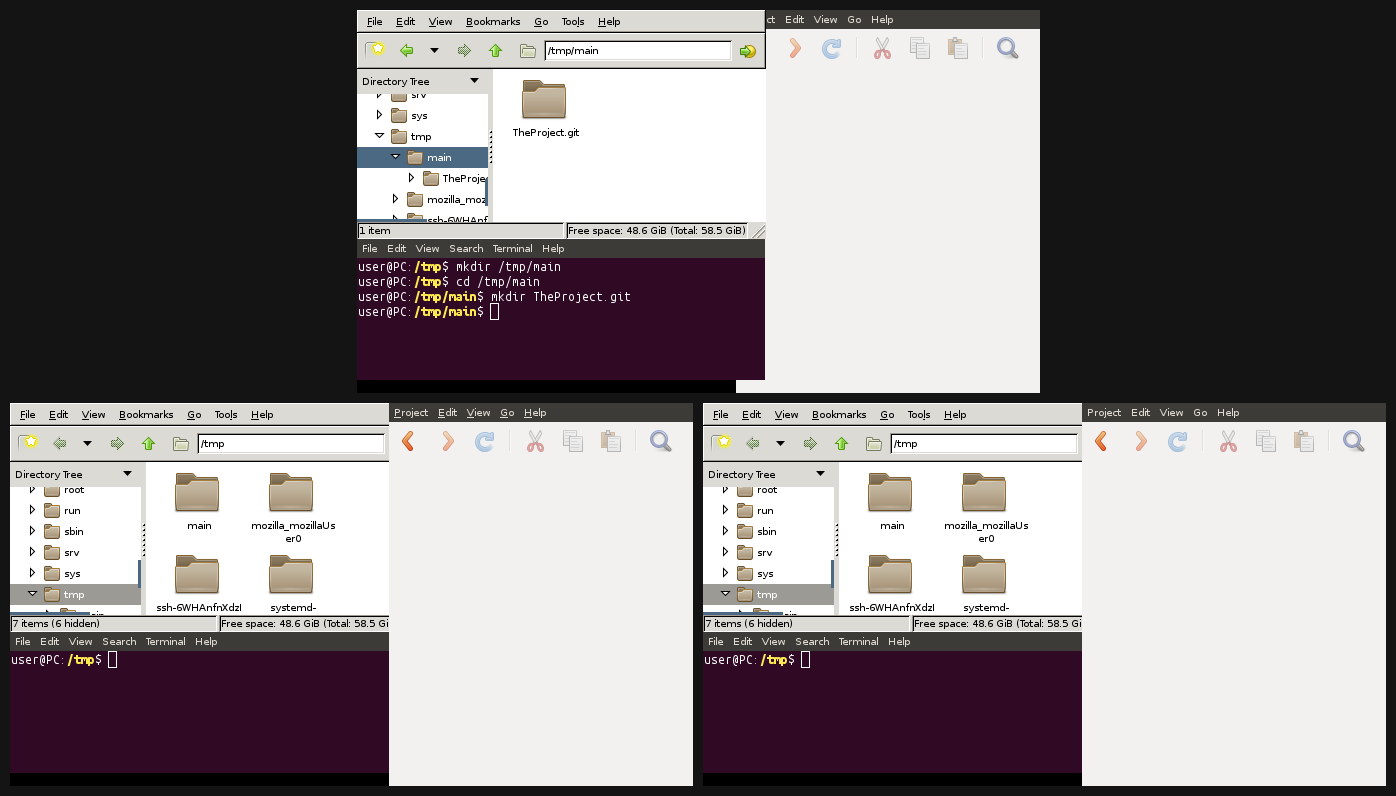 File Edit View Bookmarks Go Tools Help
ct Edit View Go Help
/tmp/main
Directory Tree
srv
sys
tmp
main
TheProje
mozilla_moz
ssh-6WHAnf
TheProject.git
1 item
Free space: 48.6 GiB (Total: 58.5 GiB)
File Edit View Search Terminal Help
user@PC:/tmp$ mkdir /tmp/main
user@PC:/tmp$ cd /tmp/main
user@PC:/tmp/main$ mkdir TheProject.git
user@PC:/tmp/main$
File Edit View Bookmarks Go Tools Help
Project Edit View Go Help
/tmp
Directory Tree
root
run
sbin
srv
sys
tmp
main
mozilla_mozillaUs
er0
ssh-6WHAnfnXdzI
systemd-
7 items (6 hidden)
Free space: 48.6 GiB (Total: 58.5 Gi
File Edit View Search Terminal Help
user@PC:/tmp$
File Edit View Bookmarks Go Tools Help
Project Edit View Go Help
/tmp
Directory Tree
root
run
sbin
srv
sys
tmp
main
mozilla_mozillaUs
er0
ssh-6WHAnfnXdzI
systemd-
7 items (6 hidden)
Free space: 48.6 GiB (Total: 58.5 Gi
File Edit View Search Terminal Help
user@PC:/tmp$